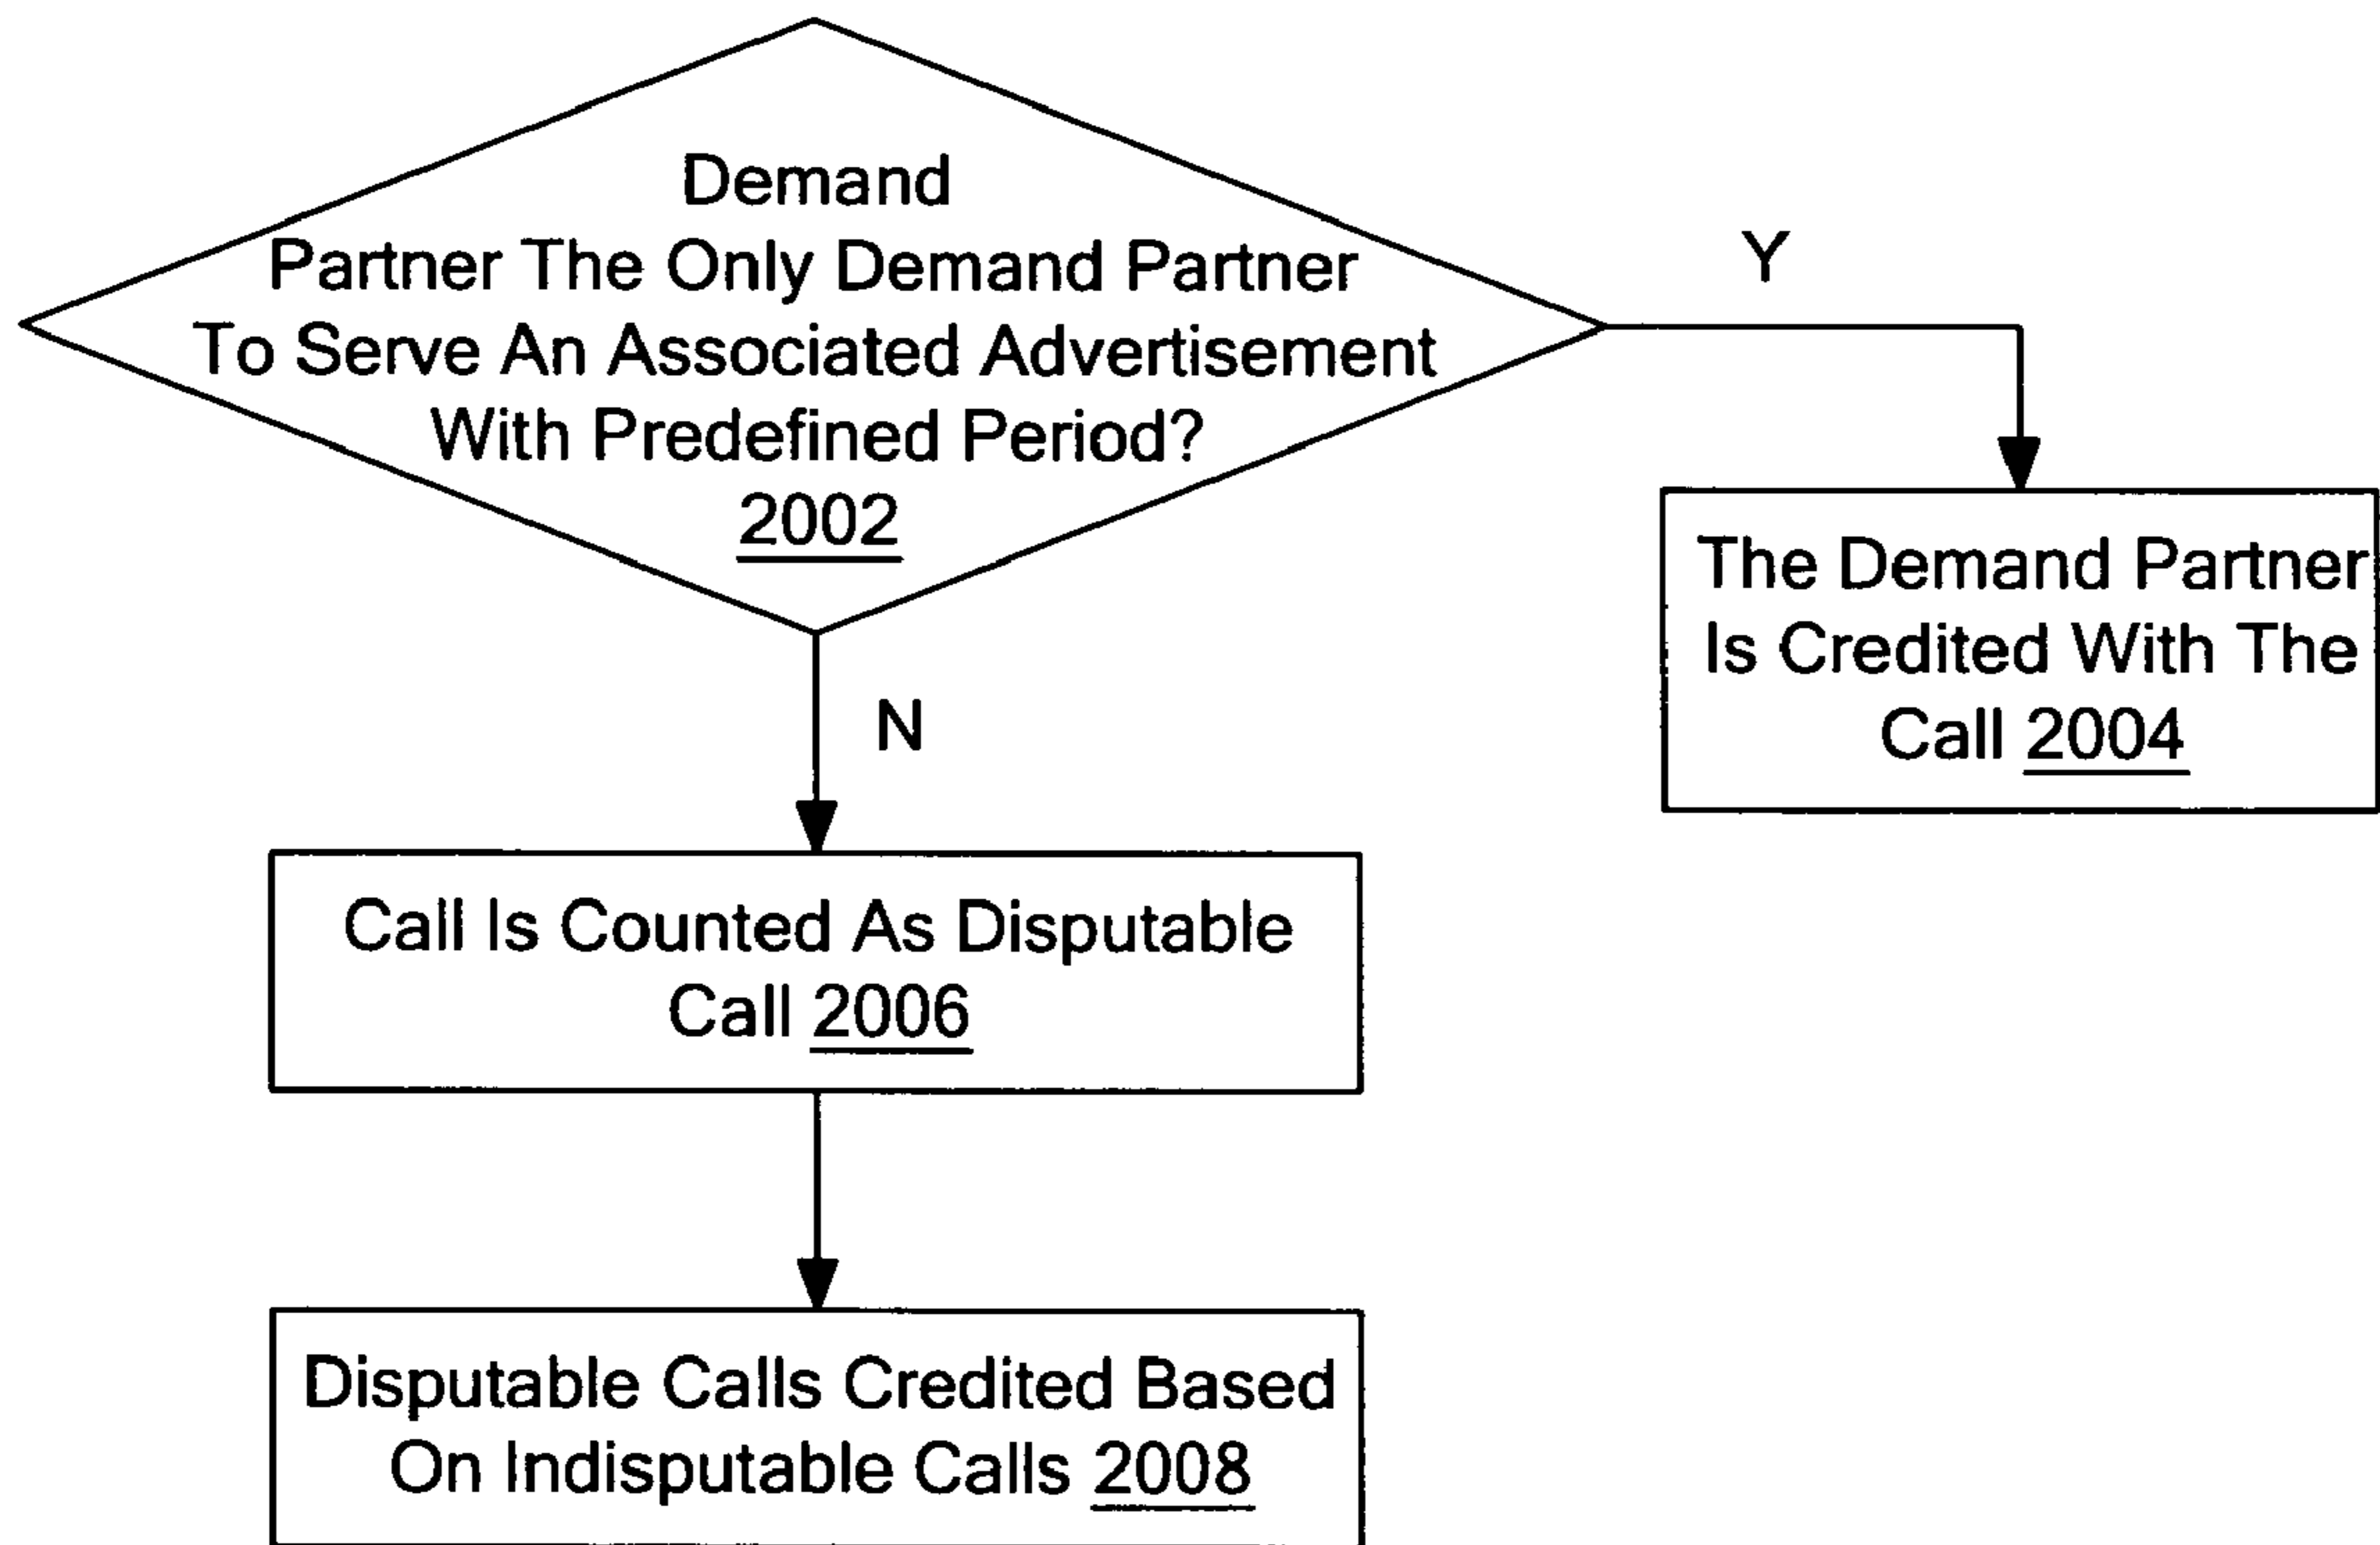 Demand
Partner The Only Demand Partner
To Serve An Associated Advertisement
With Predefined Period?
2002
Y
The Demand Partner
Is Credited With The
Call 2004
N
Call Is Counted As Disputable
Call 2006
Disputable Calls Credited Based
On Indisputable Calls 2008